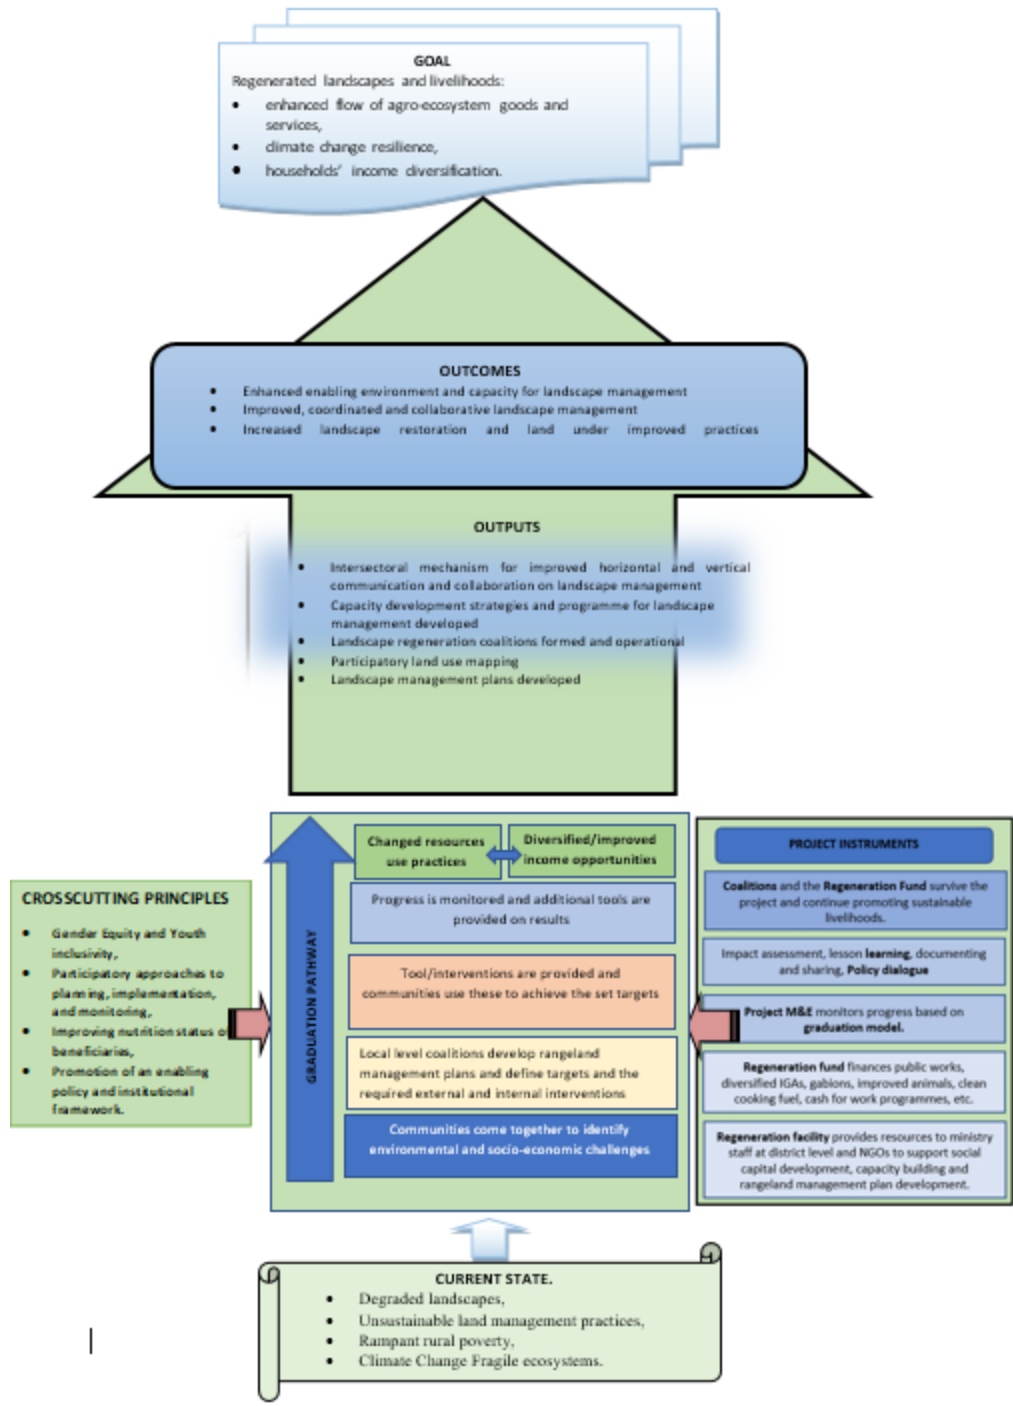 GOAL
Regenerated landscapes and livelihoods:
• enhanced flow of agro-ecosystem goods and
services,
• climate change resilience,
• households' income diversification.
OUTCOMES
• Enhanced enabling environment and capacity for landscape management
• Improved, coordinated and collaborative landscape management
• Increased landscape restoration and land under improved practices
OUTPUTS
• Intersectoral mechanism for improved horizontal and vertical
communication and collaboration on landscape management
• Capacity development strategies and programme for landscape
management developed
• Landscape regeneration coalitions formed and operational
• Participatory land use mapping
• Landscape management plans developed
CROSSCUTTING PRINCIPLES
• Gender Equity and Youth
inclusivity,
• Participatory approaches to
planning, implementation,
and monitoring,
• Improving nutrition status of
beneficiaries,
• Promotion of an enabling
policy and institutional
framework.
GRADUATION PATHWAY
Changed resources
use practices
Diversified/improved
income opportunities
Progress is monitored and additional tools are
provided on results
Tool/interventions are provided and
communities use these to achieve the set targets
Local level coalitions develop rangeland
management plans and define targets and the
required external and internal interventions
Communities come together to identify
environmental and socio-economic challenges
PROJECT INSTRUMENTS
Coalitions and the Regeneration Fund survive the
project and continue promoting sustainable
livelihoods.
Impact assessment, lesson learning, documenting
and sharing, Policy dialogue
Project M&E monitors progress based on
graduation model.
Regeneration fund finances public works,
diversified IGAs, gabions, improved animals, clean
cooking fuel, cash for work programmes, etc.
Regeneration facility provides resources to ministry
staff at district level and NGOs to support social
capital development, capacity building and
rangeland management plan development.
CURRENT STATE.
• Degraded landscapes,
• Unsustainable land management practices,
• Rampant rural poverty,
• Climate Change Fragile ecosystems.